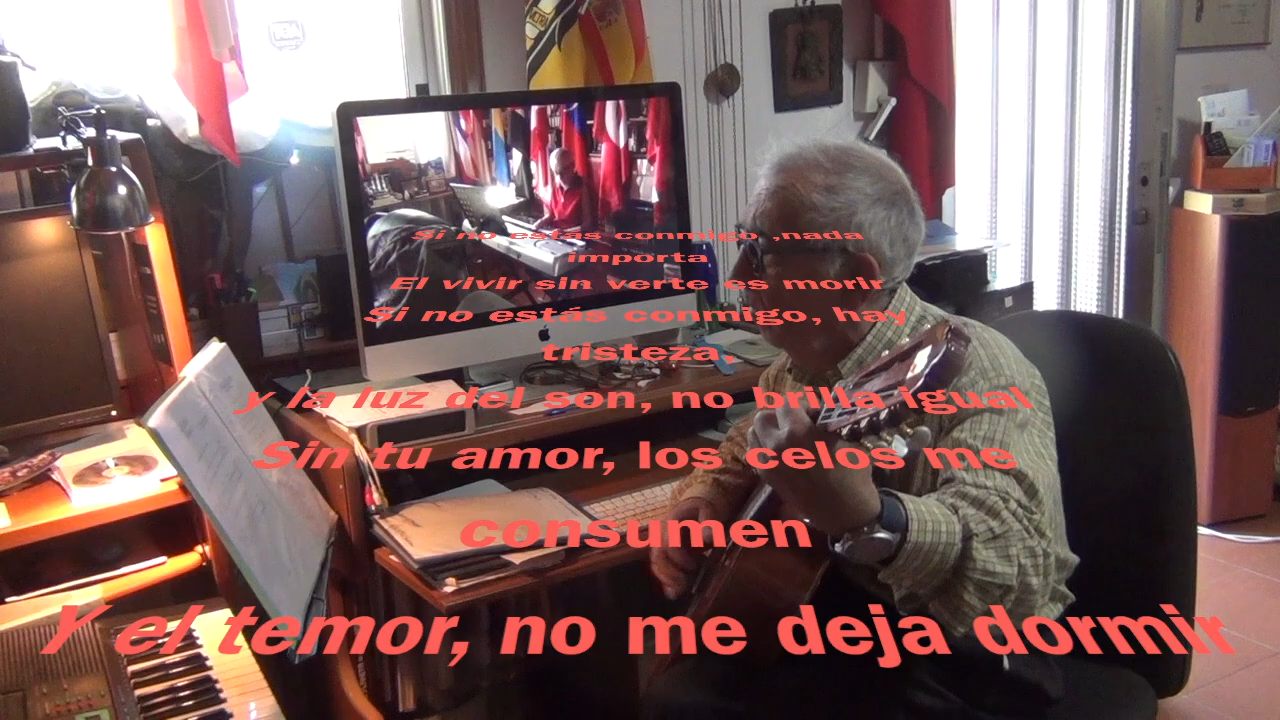 Si no estás conmigo ,nada
importa
El vivir sin verte es morir
Si no estás conmigo, hay
tristeza,
y la luz del son, no brilla igual
Sin tu amor, los celos me
consumen
Y el temor, no me deja dormir